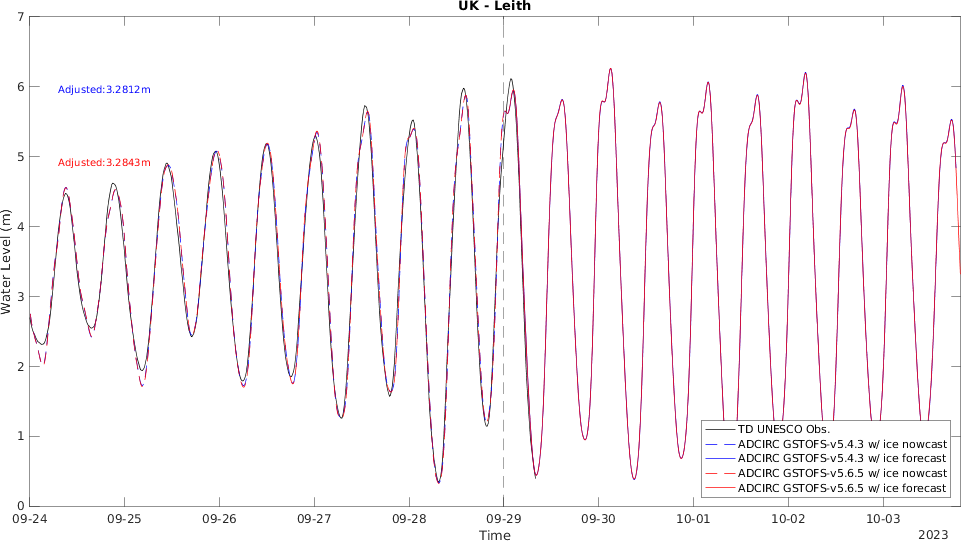 UK - Leith
7
6
5
4
3
2
1
0
Water Level (m)
Adjusted:3.2812m
Adjusted:3.2843m
TD UNESCO Obs.
ADCIRC GSTOFS-v5.4.3 w/ ice nowcast
ADCIRC GSTOFS-v5.4.3 w/ ice forecast
ADCIRC GSTOFS-v5.6.5 w/ ice nowcast
ADCIRC GSTOFS-v5.6.5 w/ ice forecast
09-24 09-25 09-26 09-27 09-28 09-29 09-30 10-01 10-02 10-03
Time
2023